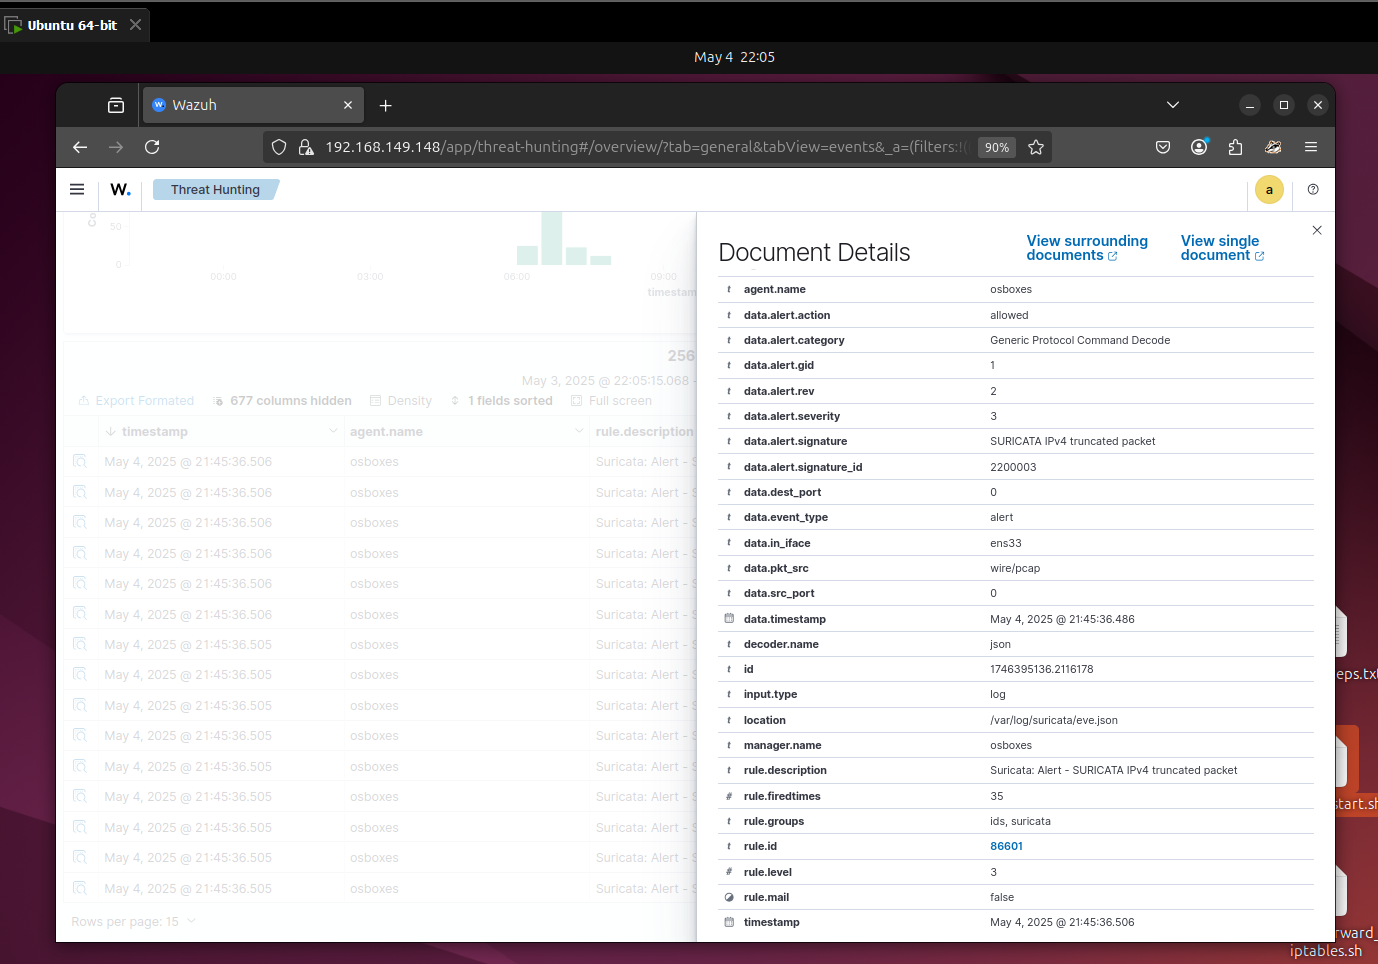 Ubuntu 64-bit
May 4 22:05
Wazuh
192.168.149.148/app/threat-hunting#/overview/?tab=general&tabView=events&_a=(filters:!(
90%
W.
Threat Hunting
a
Co
50
0
00:00 03:00 06:00 09:00
timestam
256
May 3, 2025 @ 22:05:15.068 -
Export Formated 677 columns hidden Density 1 fields sorted Full screen
timestamp agent.name rule.description
May 4, 2025 @ 21:45:36.506 osboxes Suricata: Alert - S
May 4, 2025 @ 21:45:36.506 osboxes Suricata: Alert - S
May 4, 2025 @ 21:45:36.506 osboxes Suricata: Alert - S
May 4, 2025 @ 21:45:36.506 osboxes Suricata: Alert - S
May 4, 2025 @ 21:45:36.506 osboxes Suricata: Alert - S
May 4, 2025 @ 21:45:36.506 osboxes Suricata: Alert - S
May 4, 2025 @ 21:45:36.505 osboxes Suricata: Alert - S
May 4, 2025 @ 21:45:36.505 osboxes Suricata: Alert - S
May 4, 2025 @ 21:45:36.505 osboxes Suricata: Alert - S
May 4, 2025 @ 21:45:36.505 osboxes Suricata: Alert - S
May 4, 2025 @ 21:45:36.505 osboxes Suricata: Alert - S
May 4, 2025 @ 21:45:36.505 osboxes Suricata: Alert - S
May 4, 2025 @ 21:45:36.505 osboxes Suricata: Alert - S
May 4, 2025 @ 21:45:36.505 osboxes Suricata: Alert - S
May 4, 2025 @ 21:45:36.505 osboxes Suricata: Alert - S
Rows per page: 15
Document Details
View surrounding
documents
View single
document
t agent.name osboxes
t data.alert.action allowed
t data.alert.category Generic Protocol Command Decode
t data.alert.gid 1
t data.alert.rev 2
t data.alert.severity 3
t data.alert.signature SURICATA IPv4 truncated packet
t data.alert.signature_id 2200003
t data.dest_port 0
t data.event_type alert
t data.in_iface ens33
t data.pkt_src wire/pcap
t data.src_port 0
data.timestamp May 4, 2025 @ 21:45:36.486
t decoder.name json
t id 1746395136.2116178
t input.type log
t location /var/log/suricata/eve.json
t manager.name osboxes
t rule.description Suricata: Alert - SURICATA IPv4 truncated packet
# rule.firedtimes 35
t rule.groups ids, suricata
t rule.id 86601
# rule.level 3
rule.mail false
timestamp May 4, 2025 @ 21:45:36.506
eps.txt
start.sh
rward_
iptables.sh